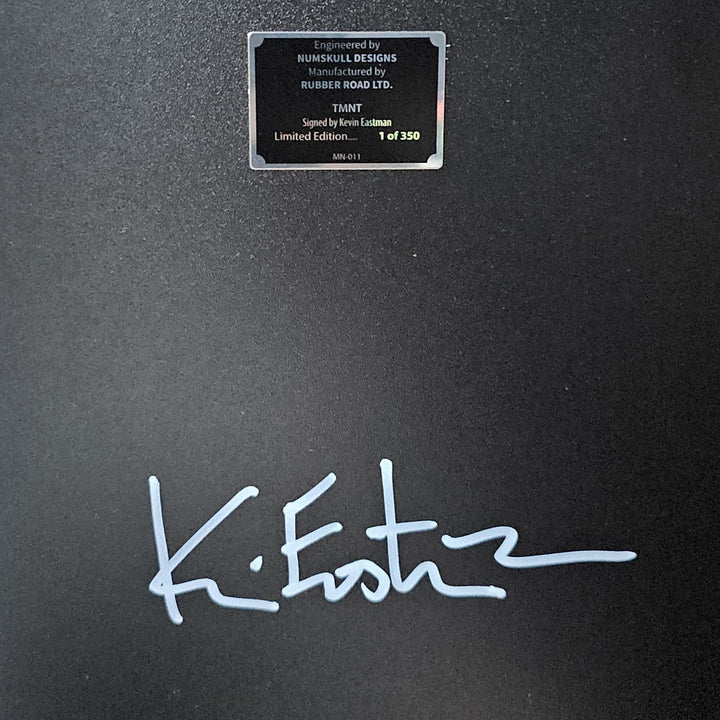 Engineered by
NUMSKULL DESIGNS
Manufactured by
RUBBER ROAD LTD.
TMNT
Signed by Kevin Eastman
Limited Edition.... 1 of 350
MN-011
K. Eastm